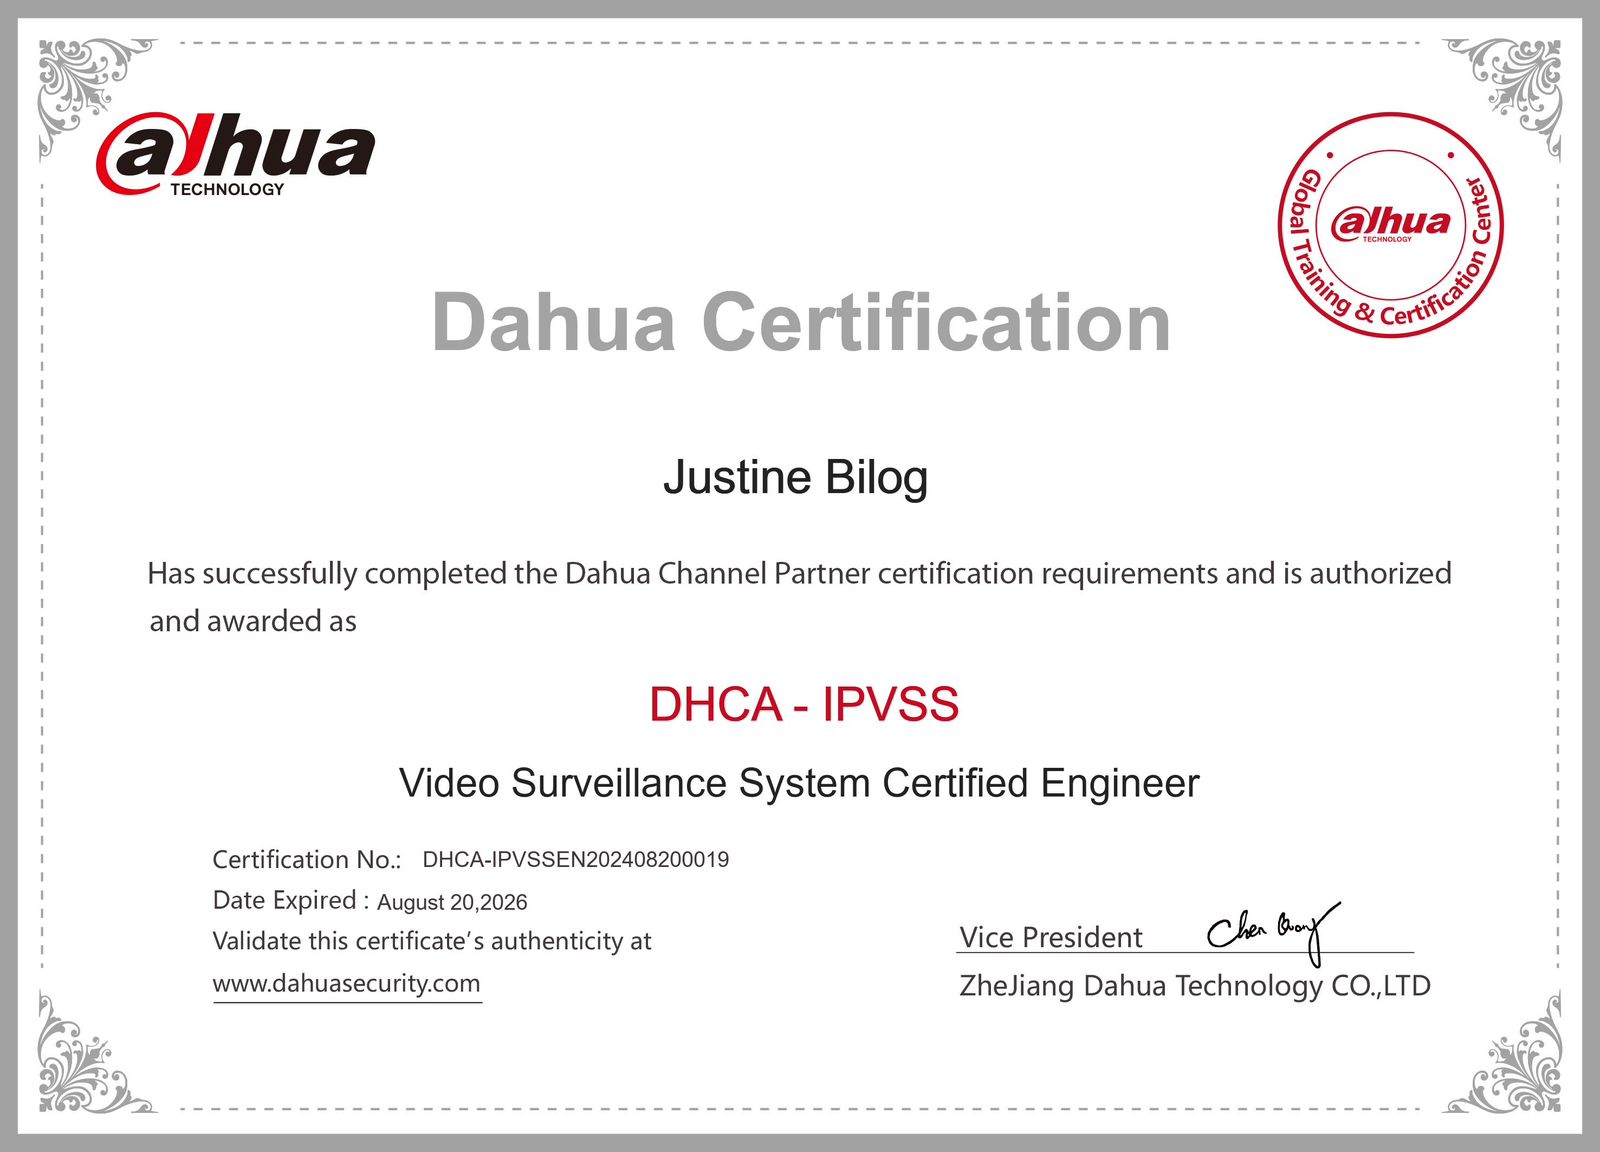 alhua
TECHNOLOGY
Global Training & Certification Center
alhua
TECHNOLOGY
Dahua Certification
Justine Bilog
Has successfully completed the Dahua Channel Partner certification requirements and is authorized
and awarded as
DHCA - IPVSS
Video Surveillance System Certified Engineer
Certification No.: DHCA-IPVSSEN202408200019
Date Expired : August 20,2026
Validate this certificate's authenticity at
www.dahuasecurity.com
Vice President
ZheJiang Dahua Technology CO.,LTD